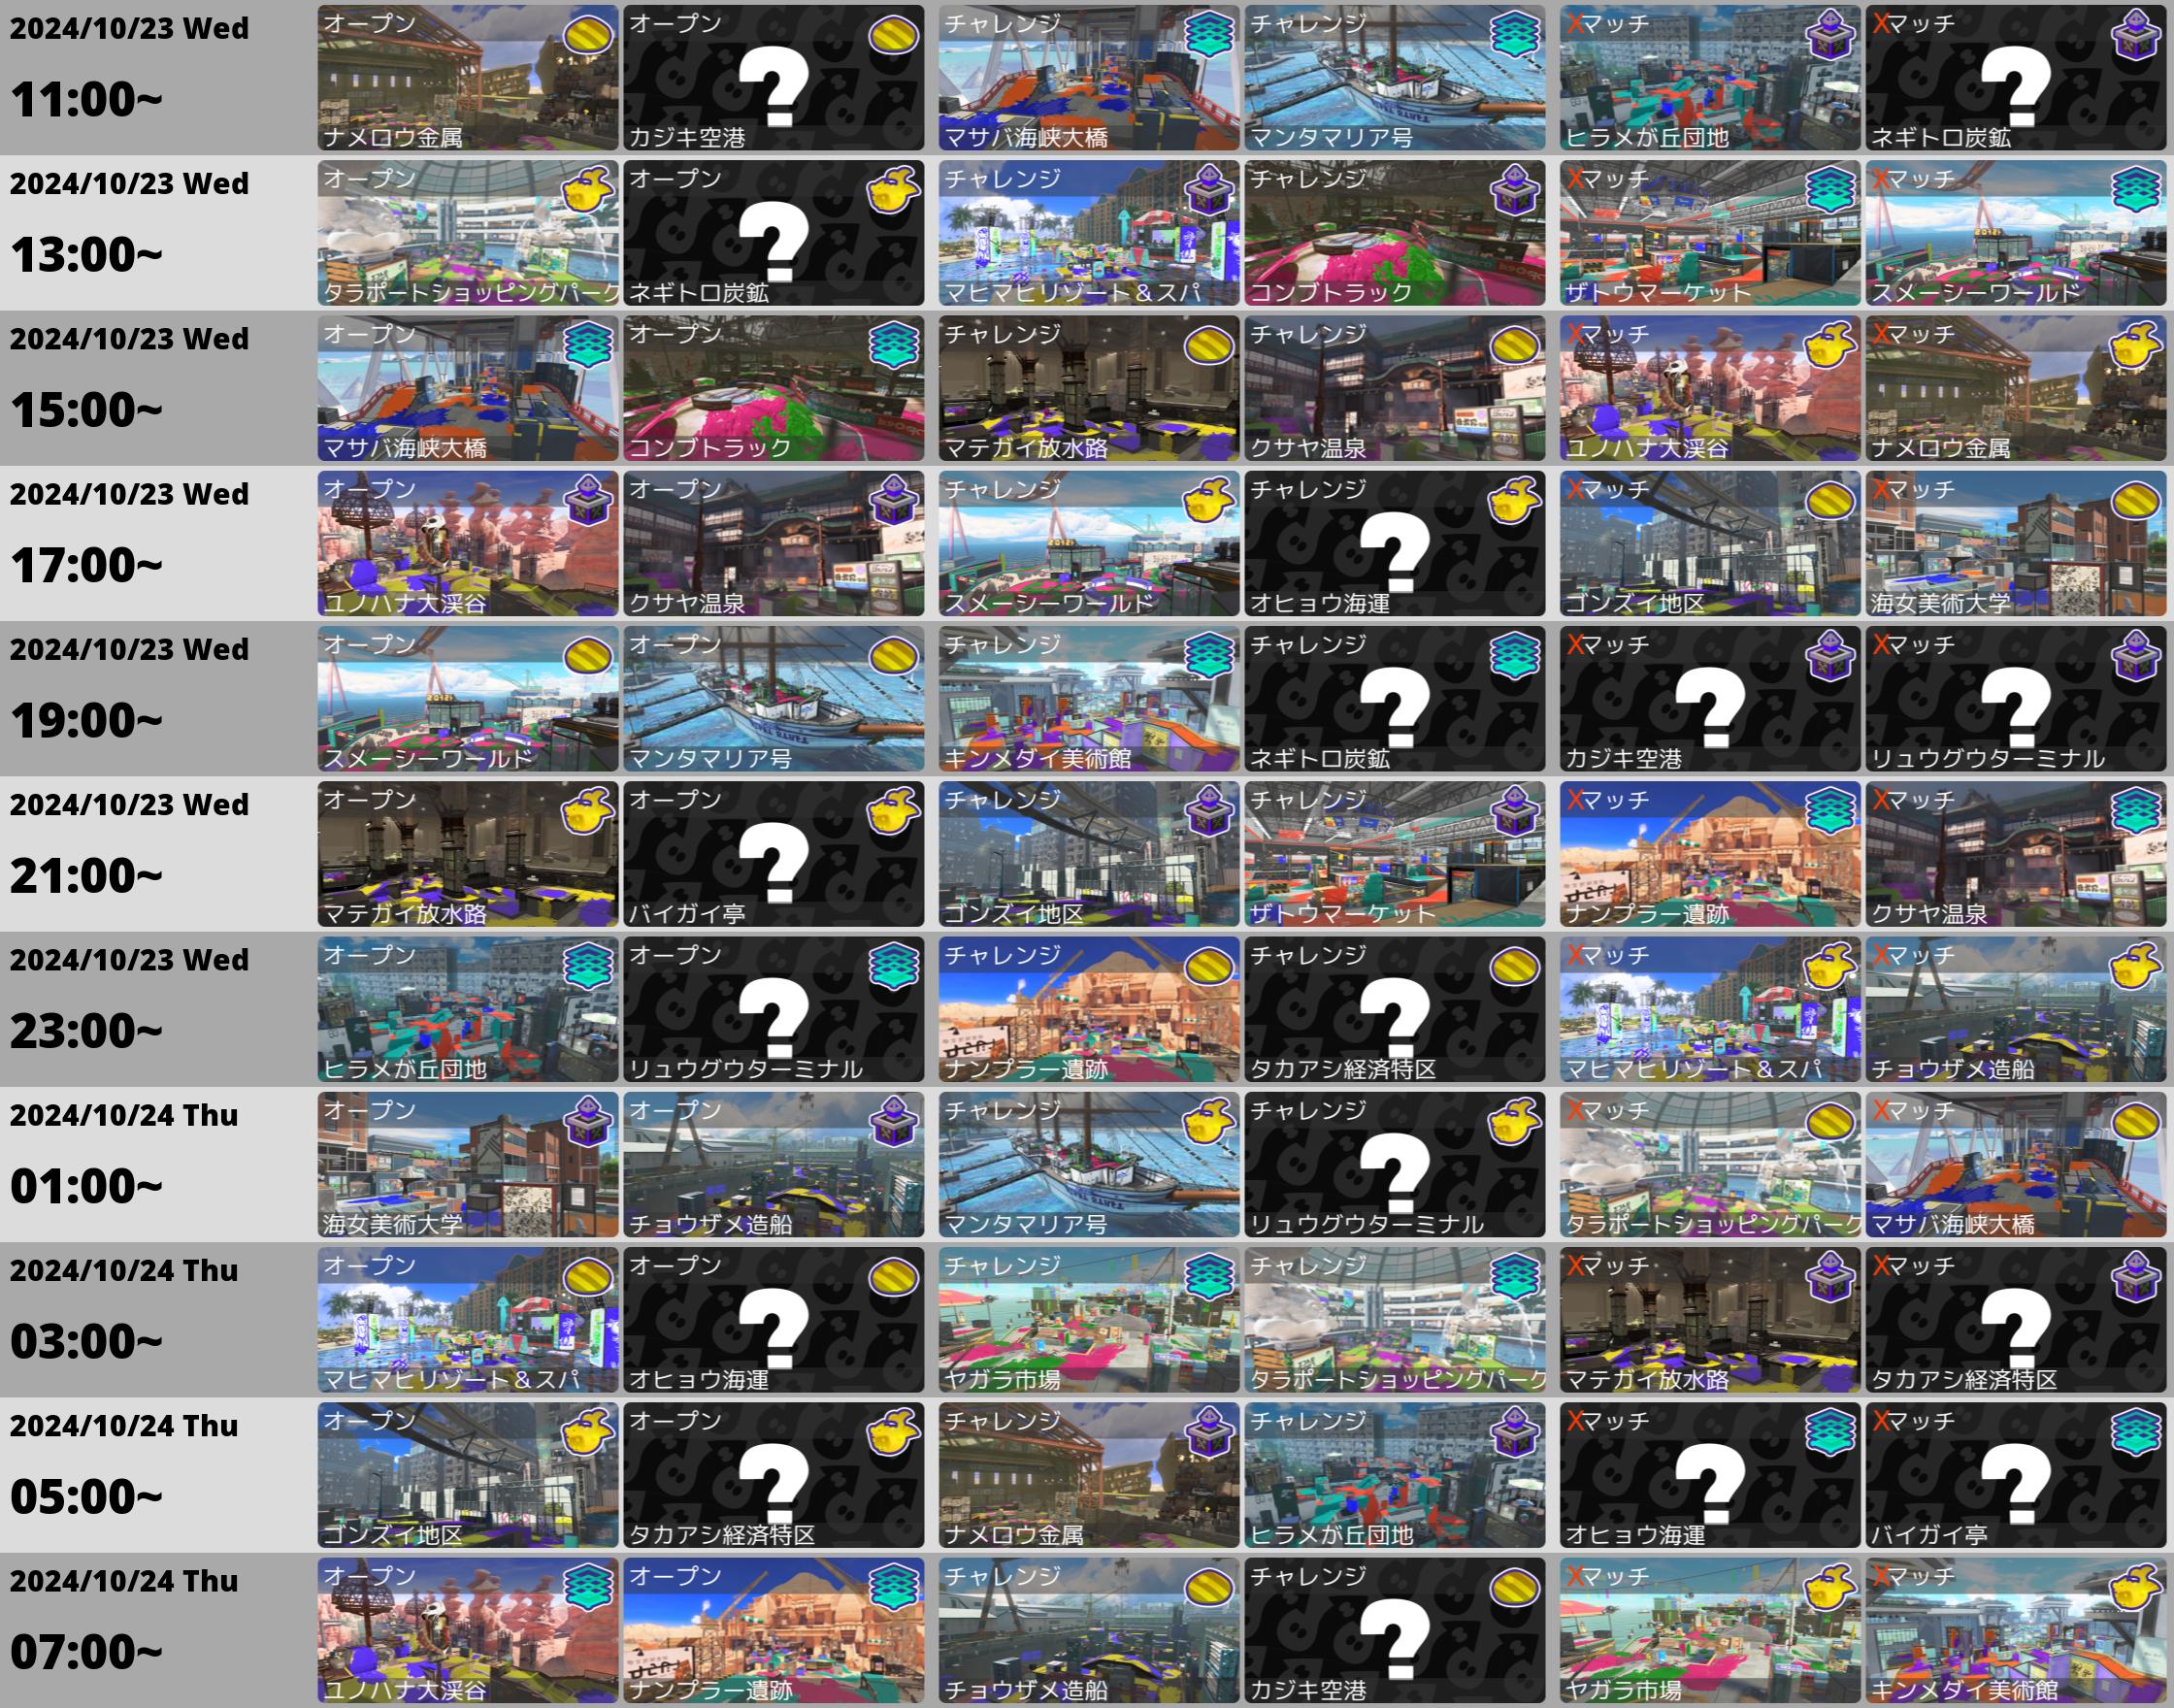 2024/10/23 Wed
11:00~
オープン
ナメロウ金属
オープン
カジキ空港
チャレンジ
マサバ海峡大橋
チャレンジ
マンタマリア号
Xマッチ
ヒラメが丘団地
Xマッチ
ネギトロ炭鉱
2024/10/23 Wed
13:00~
オープン
タラポートショッピングパーク
オープン
ネギトロ炭鉱
チャレンジ
マヒマヒリゾート&スパ
チャレンジ
コンブトラック
Xマッチ
ザトウマーケット
Xマッチ
スメーシーワールド
2024/10/23 Wed
15:00~
オープン
マサバ海峡大橋
オープン
コンブトラック
チャレンジ
マテガイ放水路
チャレンジ
クサヤ温泉
Xマッチ
ユノハナ大渓谷
Xマッチ
ナメロウ金属
2024/10/23 Wed
17:00~
オープン
ユノハナ大渓谷
オープン
クサヤ温泉
チャレンジ
スメーシーワールド
チャレンジ
オヒョウ海運
Xマッチ
ゴンズイ地区
Xマッチ
海女美術大学
2024/10/23 Wed
19:00~
オープン
スメーシーワールド
オープン
マンタマリア号
チャレンジ
キンメダイ美術館
チャレンジ
ネギトロ炭鉱
Xマッチ
カジキ空港
Xマッチ
リュウグウターミナル
2024/10/23 Wed
21:00~
オープン
マテガイ放水路
オープン
バイガイ亭
チャレンジ
ゴンズイ地区
チャレンジ
ザトウマーケット
Xマッチ
ナンプラー遺跡
Xマッチ
クサヤ温泉
2024/10/23 Wed
23:00~
オープン
ヒラメが丘団地
オープン
リュウグウターミナル
チャレンジ
ナンプラー遺跡
チャレンジ
タカアシ経済特区
Xマッチ
マヒマヒリゾート&スパ
Xマッチ
チョウザメ造船
2024/10/24 Thu
01:00~
オープン
海女美術大学
オープン
チョウザメ造船
チャレンジ
マンタマリア号
チャレンジ
リュウグウターミナル
Xマッチ
タラポートショッピングパーク
Xマッチ
マサバ海峡大橋
2024/10/24 Thu
03:00~
オープン
マヒマヒリゾート&スパ
オープン
オヒョウ海運
チャレンジ
ヤガラ市場
チャレンジ
タラポートショッピングパーク
Xマッチ
マテガイ放水路
Xマッチ
タカアシ経済特区
2024/10/24 Thu
05:00~
オープン
ゴンズイ地区
オープン
タカアシ経済特区
チャレンジ
ナメロウ金属
チャレンジ
ヒラメが丘団地
Xマッチ
オヒョウ海運
Xマッチ
バイガイ亭
2024/10/24 Thu
07:00~
オープン
ユノハナ大渓谷
オープン
ナンプラー遺跡
チャレンジ
チョウザメ造船
チャレンジ
カジキ空港
Xマッチ
ヤガラ市場
Xマッチ
キンメダイ美術館